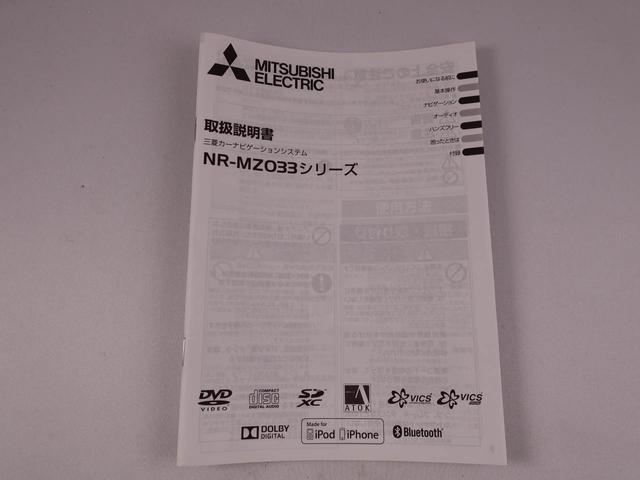 MITSUBISHI
ELECTRIC
お使いになる前に
基本操作
ナビゲーション
オーディオ
ハンズフリー
困ったときは
付録
取扱説明書
三菱カーナビゲーションシステム
NR-MZ033シリーズ
DVD
VIDEO
COMPACT
disc
DIGITAL AUDIO
SD
XC
ATOK
VICS
VICS
DOLBY
DIGITAL
Made for
iPod iPhone
Bluetooth